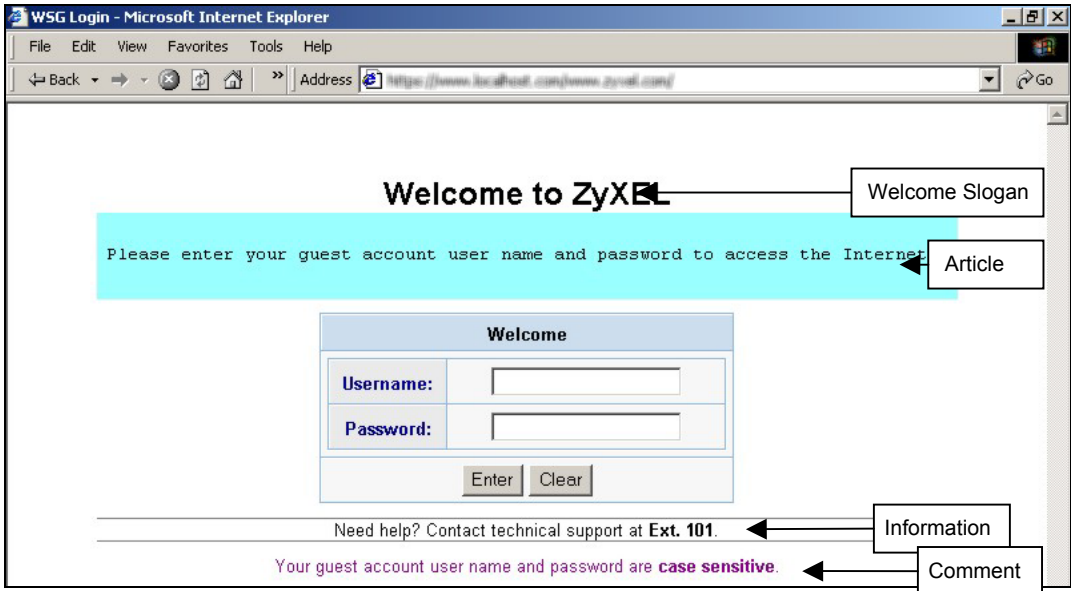 WSG Login - Microsoft Internet Explorer
File Edit View Favorites Tools Help
Back » Address Go
Welcome to ZyXEL
Welcome Slogan
Please enter your guest account user name and password to access the Internet
Article
Welcome
Username:
Password:
Enter Clear
Need help? Contact technical support at Ext. 101.
Information
Your guest account user name and password are case sensitive.
Comment